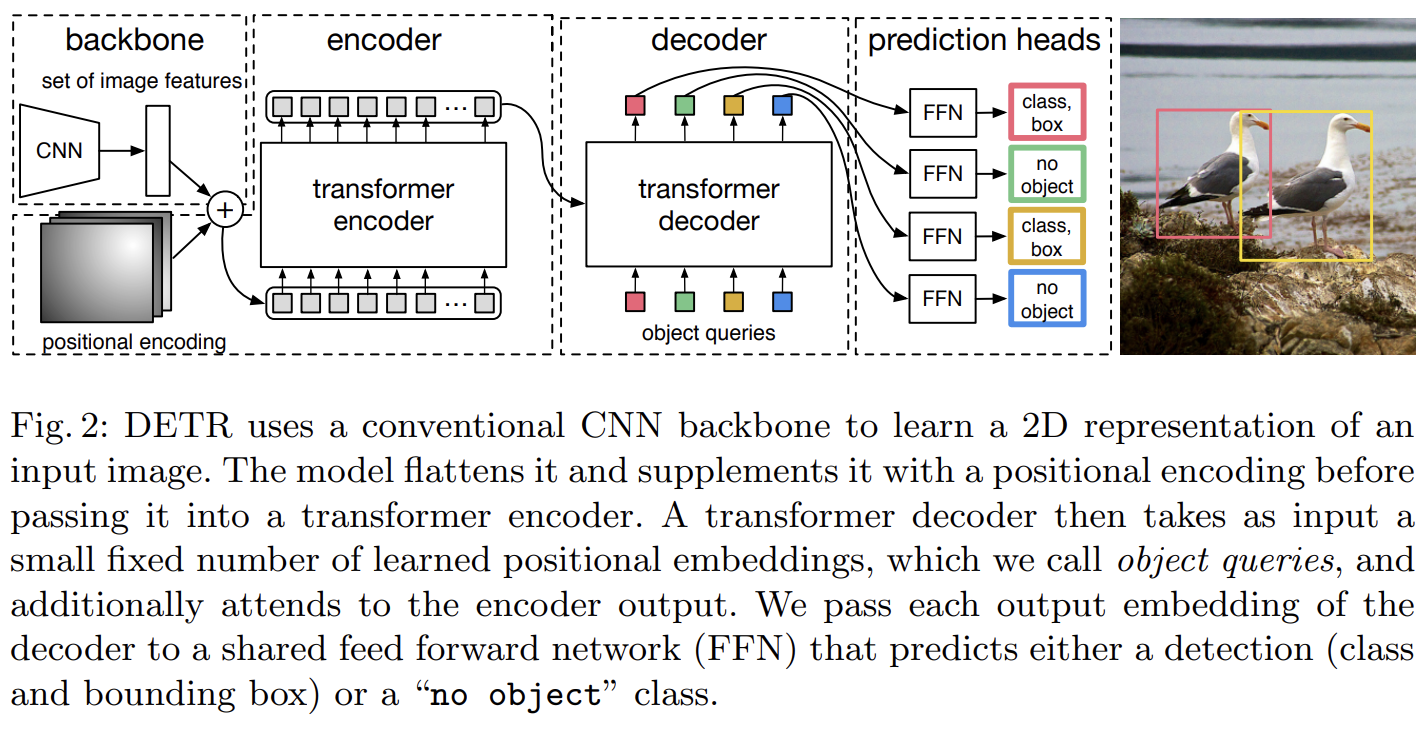 backbone
encoder
decoder
prediction heads
set of image features
CNN
+
positional encoding
...
transformer
encoder
...
transformer
decoder
object queries
FFN
class,
box
FFN
no
object
FFN
class,
box
FFN
no
object
Fig. 2: DETR uses a conventional CNN backbone to learn a 2D representation of an
input image. The model flattens it and supplements it with a positional encoding before
passing it into a transformer encoder. A transformer decoder then takes as input a
small fixed number of learned positional embeddings, which we call object queries, and
additionally attends to the encoder output. We pass each output embedding of the
decoder to a shared feed forward network (FFN) that predicts either a detection (class
and bounding box) or a “no object” class.